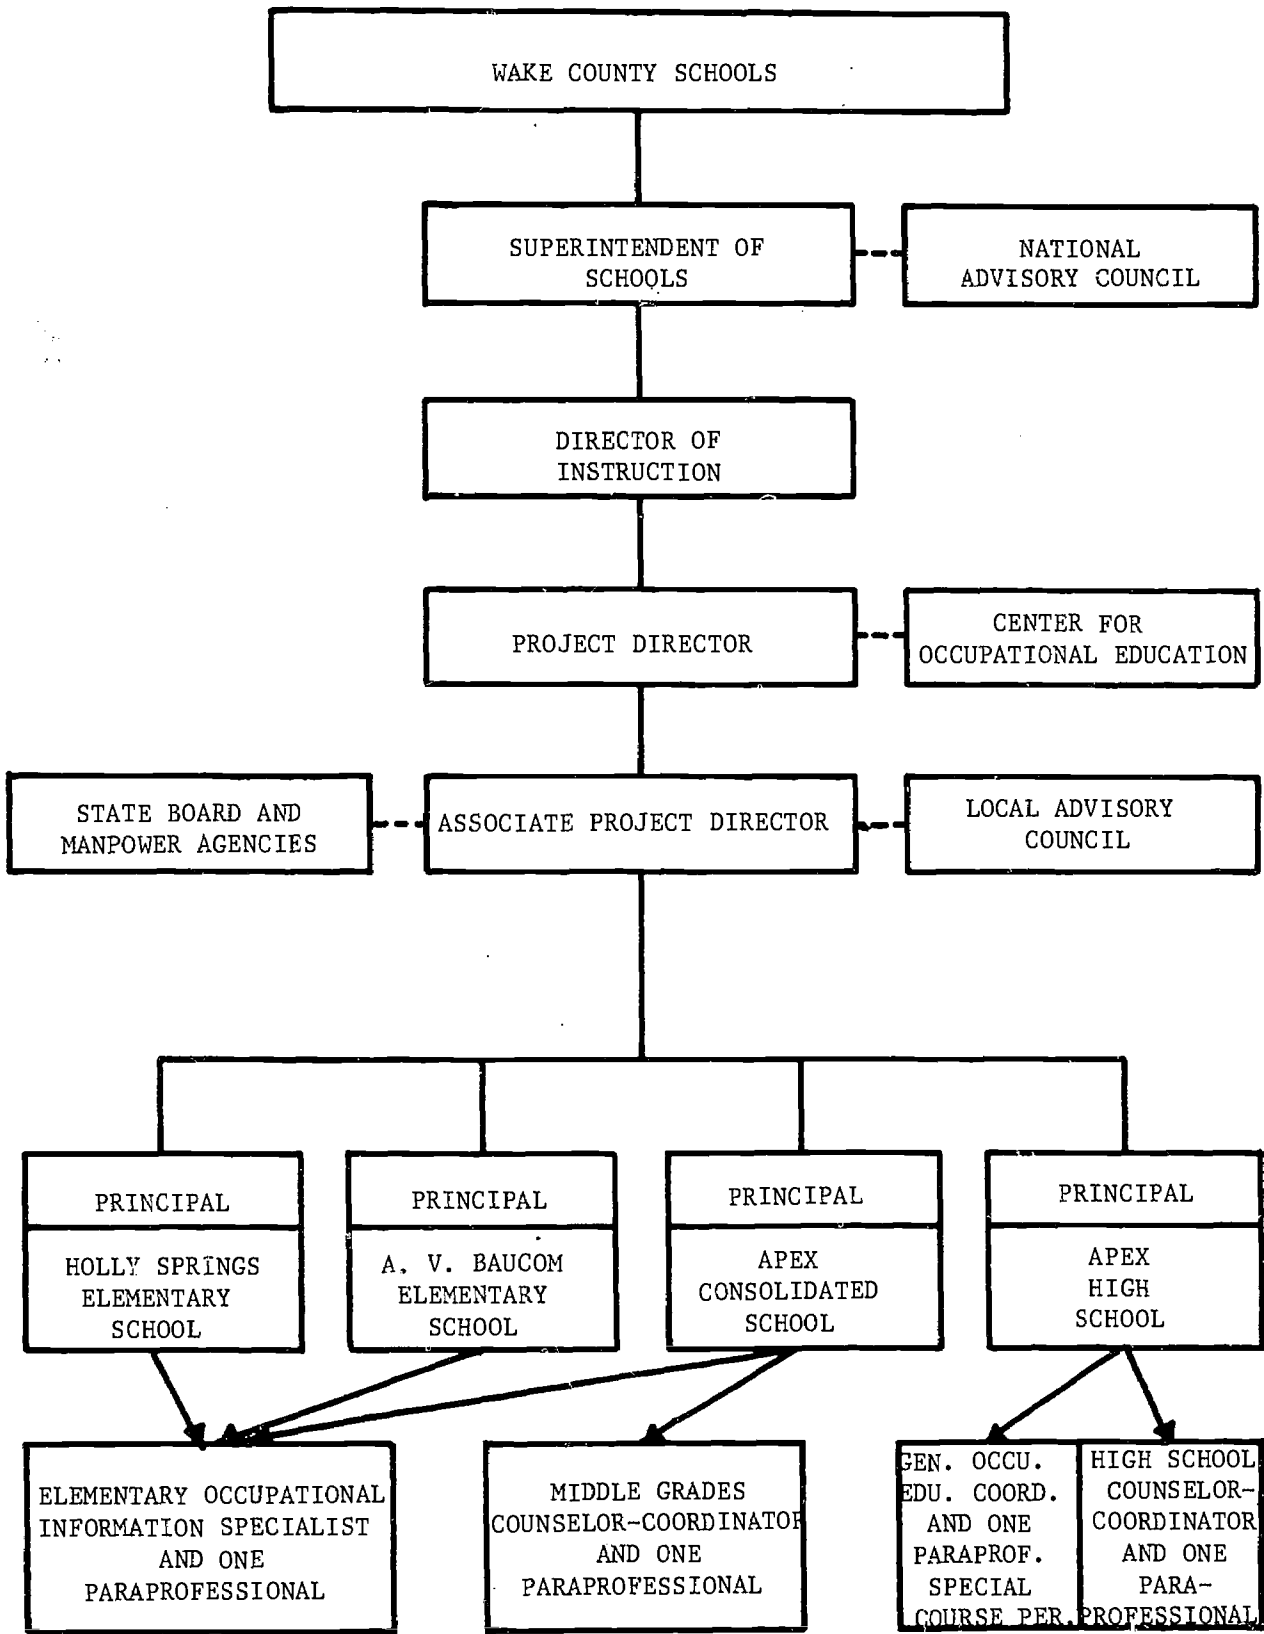 WAKE COUNTY SCHOOLS
SUPERINTENDENT OF
SCHOOLS
NATIONAL
ADVISORY COUNCIL
DIRECTOR OF
INSTRUCTION
PROJECT DIRECTOR
CENTER FOR
OCCUPATIONAL EDUCATION
STATE BOARD AND
MANPOWER AGENCIES
ASSOCIATE PROJECT DIRECTOR
LOCAL ADVISORY
COUNCIL
PRINCIPAL
HOLLY SPRINGS
ELEMENTARY
SCHOOL
PRINCIPAL
A. V. BAUCOM
ELEMENTARY
SCHOOL
PRINCIPAL
APEX
CONSOLIDATED
SCHOOL
PRINCIPAL
APEX
HIGH
SCHOOL
ELEMENTARY OCCUPATIONAL
INFORMATION SPECIALIST
AND ONE
PARAPROFESSIONAL
MIDDLE GRADES
COUNSELOR-COORDINATOR
AND ONE
PARAPROFESSIONAL
GEN. OCCU.
EDU. COORD.
AND ONE
PARAPROF.
SPECIAL
COURSE PER.
HIGH SCHOOL
COUNSELOR-
COORDINATOR
AND ONE
PARA-
PROFESSIONAL